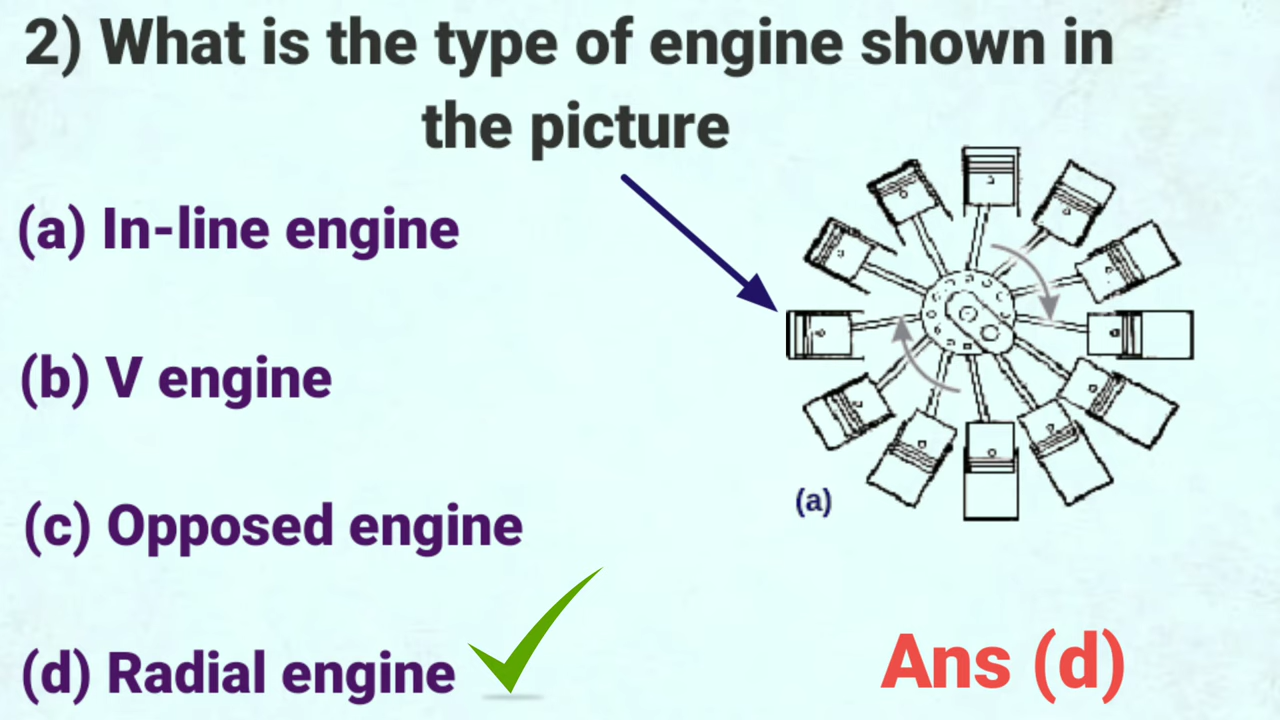 2) What is the type of engine shown in
the picture
(a) In-line engine
(b) V engine
(c) Opposed engine
(d) Radial engine
(a)
Ans (d)